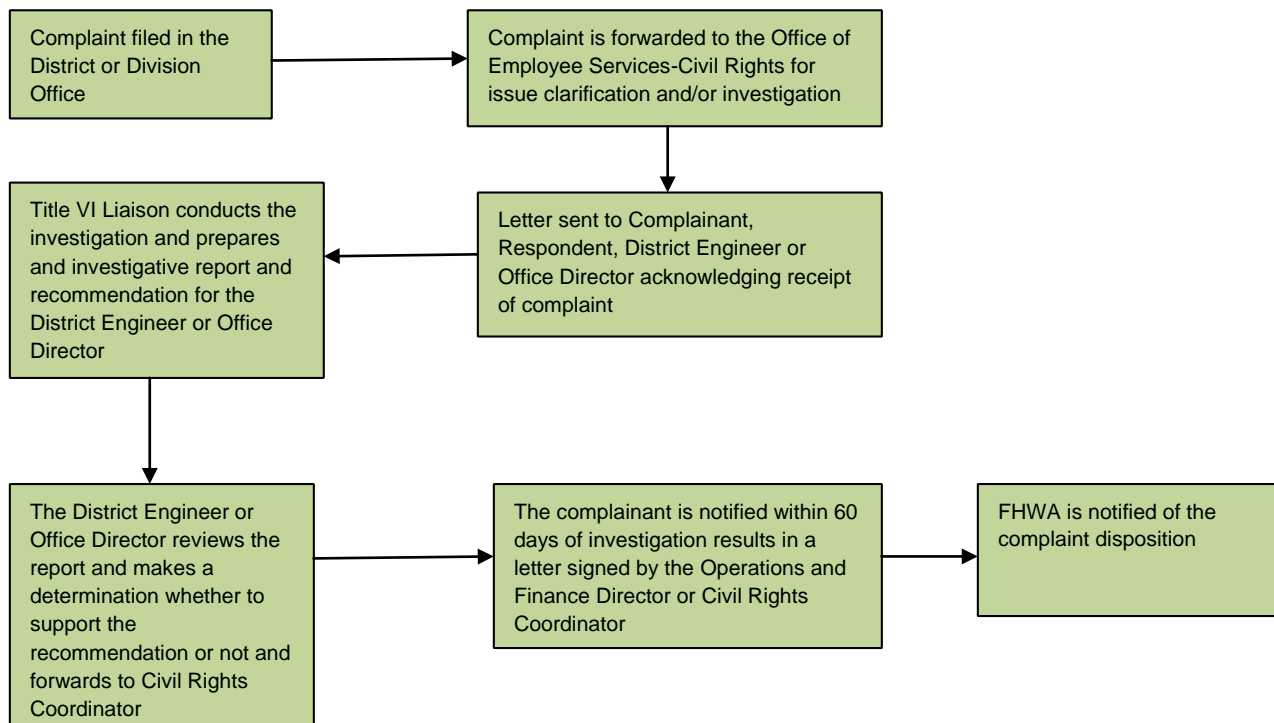 Complaint filed in the
District or Division
Office
Complaint is forwarded to the Office of
Employee Services-Civil Rights for
issue clarification and/or investigation
Letter sent to Complainant,
Respondent, District Engineer or
Office Director acknowledging receipt
of complaint
Title VI Liaison conducts the
investigation and prepares
and investigative report and
recommendation for the
District Engineer or Office
Director
The District Engineer or
Office Director reviews the
report and makes a
determination whether to
support the
recommendation or not and
forwards to Civil Rights
Coordinator
The complainant is notified within 60
days of investigation results in a
letter signed by the Operations and
Finance Director or Civil Rights
Coordinator
FHWA is notified of the
complaint disposition